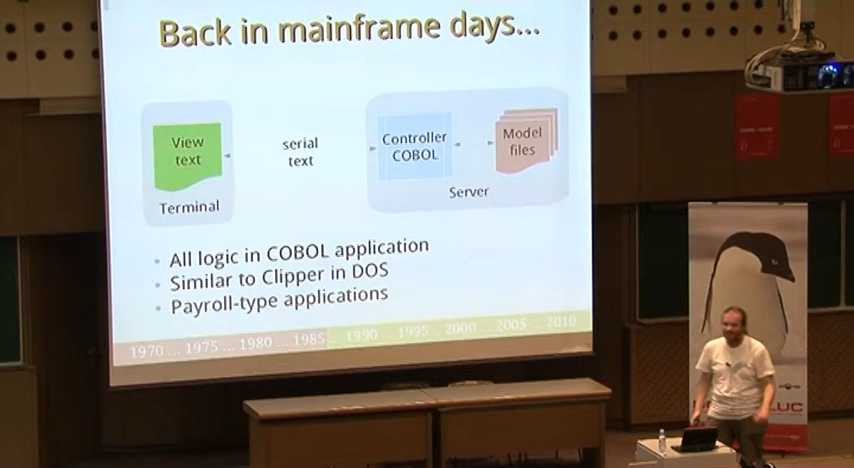 Back in mainframe days...
View
text
Terminal
serial
text
Controller
COBOL
Model
files
Server
All logic in COBOL application
Similar to Clipper in DOS
Payroll-type applications
1970 ... 1975 ... 1980 ... 1985 ... 1990 ... 1995 ... 2000 ... 2005 ... 2010
LUC